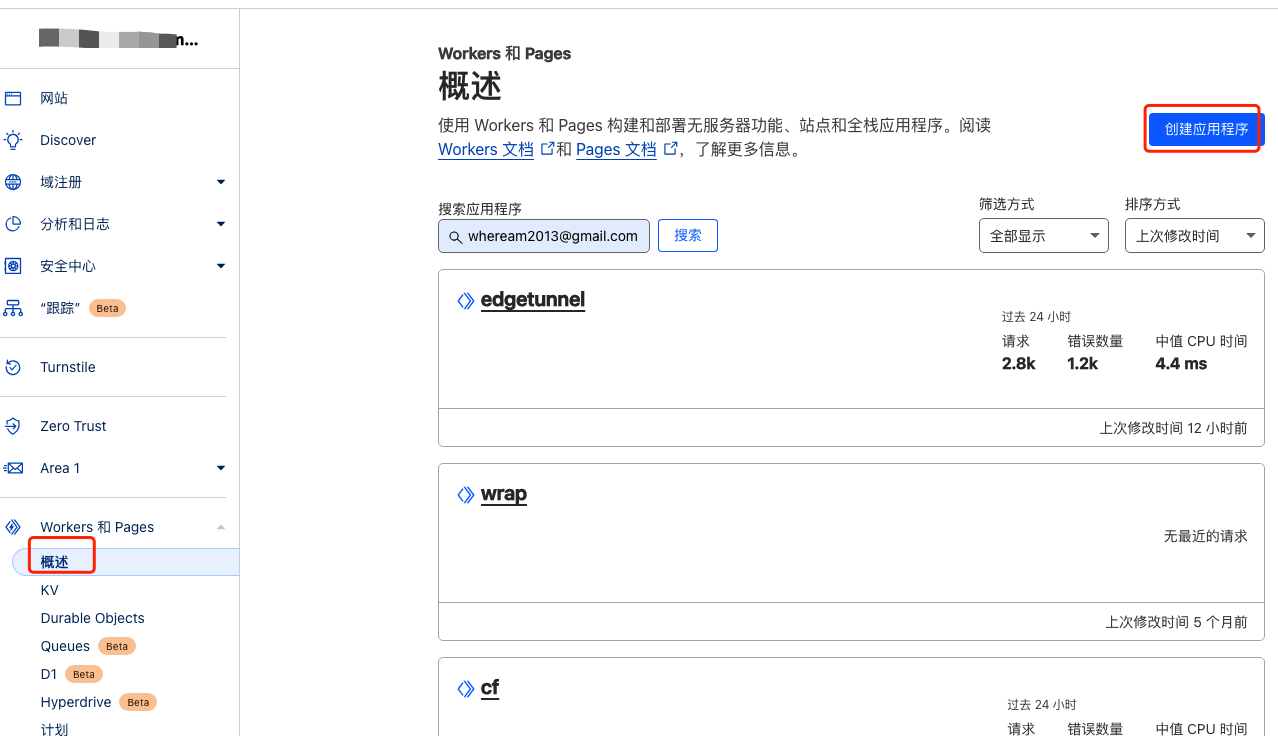 m...
网站
Discover
域注册
分析和日志
安全中心
“跟踪” Beta
Turnstile
Zero Trust
Area 1
Workers 和 Pages
概述
KV
Durable Objects
Queues Beta
D1 Beta
Hyperdrive Beta
计划
Workers 和 Pages
概述
使用 Workers 和 Pages 构建和部署无服务器功能、站点和全栈应用程序。阅读
Workers 文档 和 Pages 文档，了解更多信息。
创建应用程序
搜索应用程序
wheream2013@gmail.com 搜索
筛选方式
全部显示
排序方式
上次修改时间
edgetunnel
过去 24 小时
请求 错误数量 中值 CPU 时间
2.8k 1.2k 4.4 ms
上次修改时间 12 小时前
wrap
无最近的请求
上次修改时间 5 个月前
cf
过去 24 小时
请求 错误数量 中值 CPU 时间